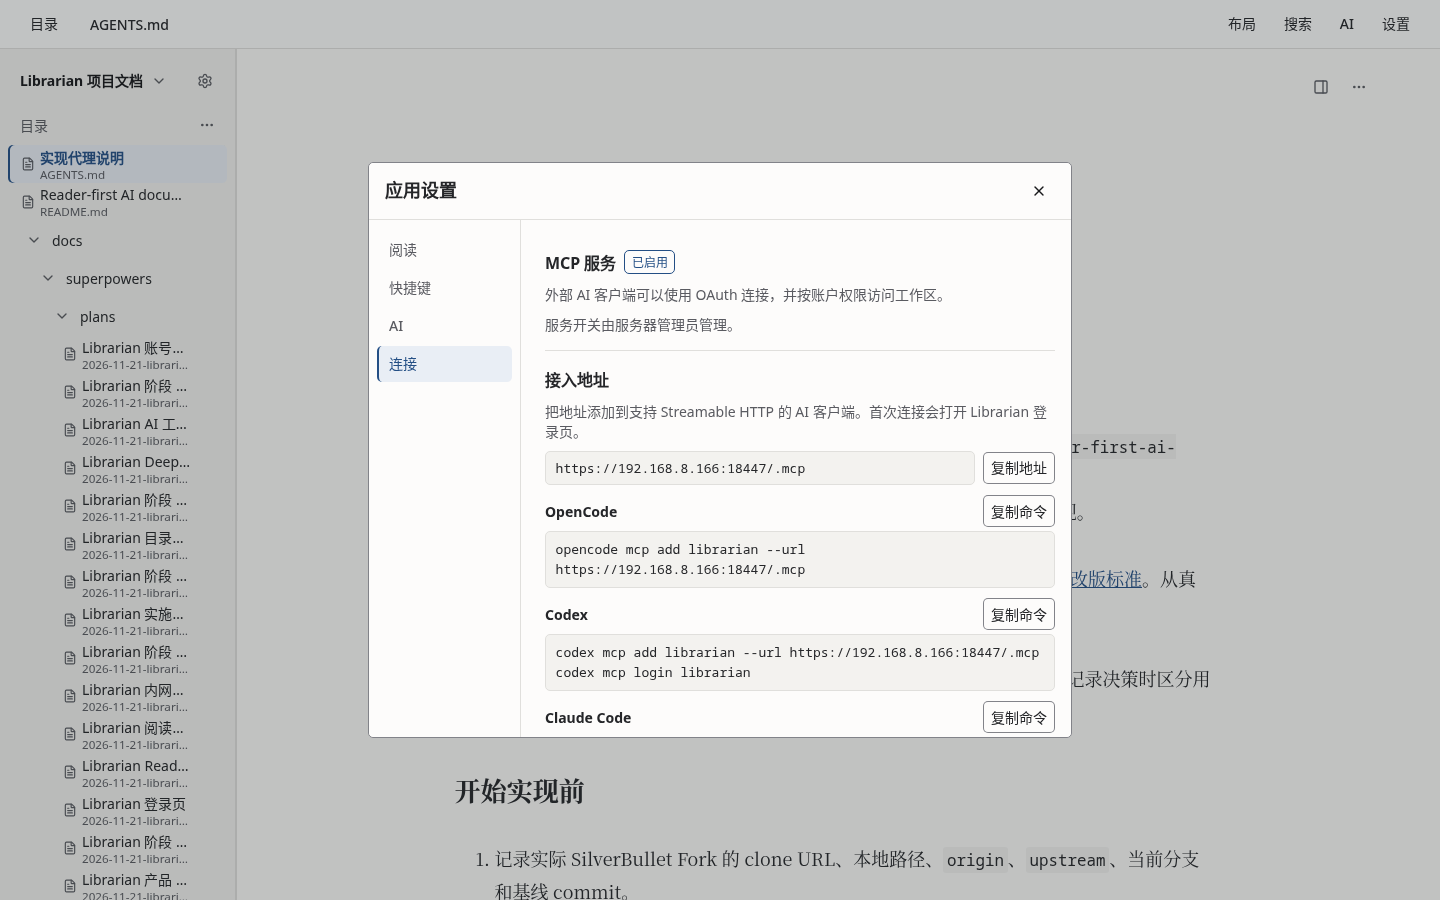 目录 AGENTS.md 布局 搜索 AI 设置
Librarian 项目文档
目录
实现代理说明
AGENTS.md
Reader-first AI docu...
README.md
docs
superpowers
plans
Librarian 账号...
2026-11-21-librari...
Librarian 阶段 ...
2026-11-21-librari...
Librarian AI 工...
2026-11-21-librari...
Librarian Deep...
2026-11-21-librari...
Librarian 阶段 ...
2026-11-21-librari...
Librarian 目录...
2026-11-21-librari...
Librarian 阶段 ...
2026-11-21-librari...
Librarian 实施...
2026-11-21-librari...
Librarian 阶段 ...
2026-11-21-librari...
Librarian 内网...
2026-11-21-librari...
Librarian 阅读...
2026-11-21-librari...
Librarian Read...
2026-11-21-librari...
Librarian 登录页
2026-11-21-librari...
Librarian 阶段 ...
2026-11-21-librari...
Librarian 产品 ...
应用设置
阅读
快捷键
AI
连接
MCP 服务 已启用
外部 AI 客户端可以使用 OAuth 连接，并按账户权限访问工作区。
服务开关由服务器管理员管理。
接入地址
把地址添加到支持 Streamable HTTP 的 AI 客户端。首次连接会打开 Librarian 登
录页。
https://192.168.8.166:18447/.mcp 复制地址
OpenCode 复制命令
opencode mcp add librarian --url
https://192.168.8.166:18447/.mcp
Codex 复制命令
codex mcp add librarian --url https://192.168.8.166:18447/.mcp
codex mcp login librarian
Claude Code 复制命令
r-first-ai-
。
改版标准。从真
记录决策时区分用
开始实现前
1. 记录实际 SilverBullet Fork 的 clone URL、本地路径、origin、upstream、当前分支
和基线 commit。